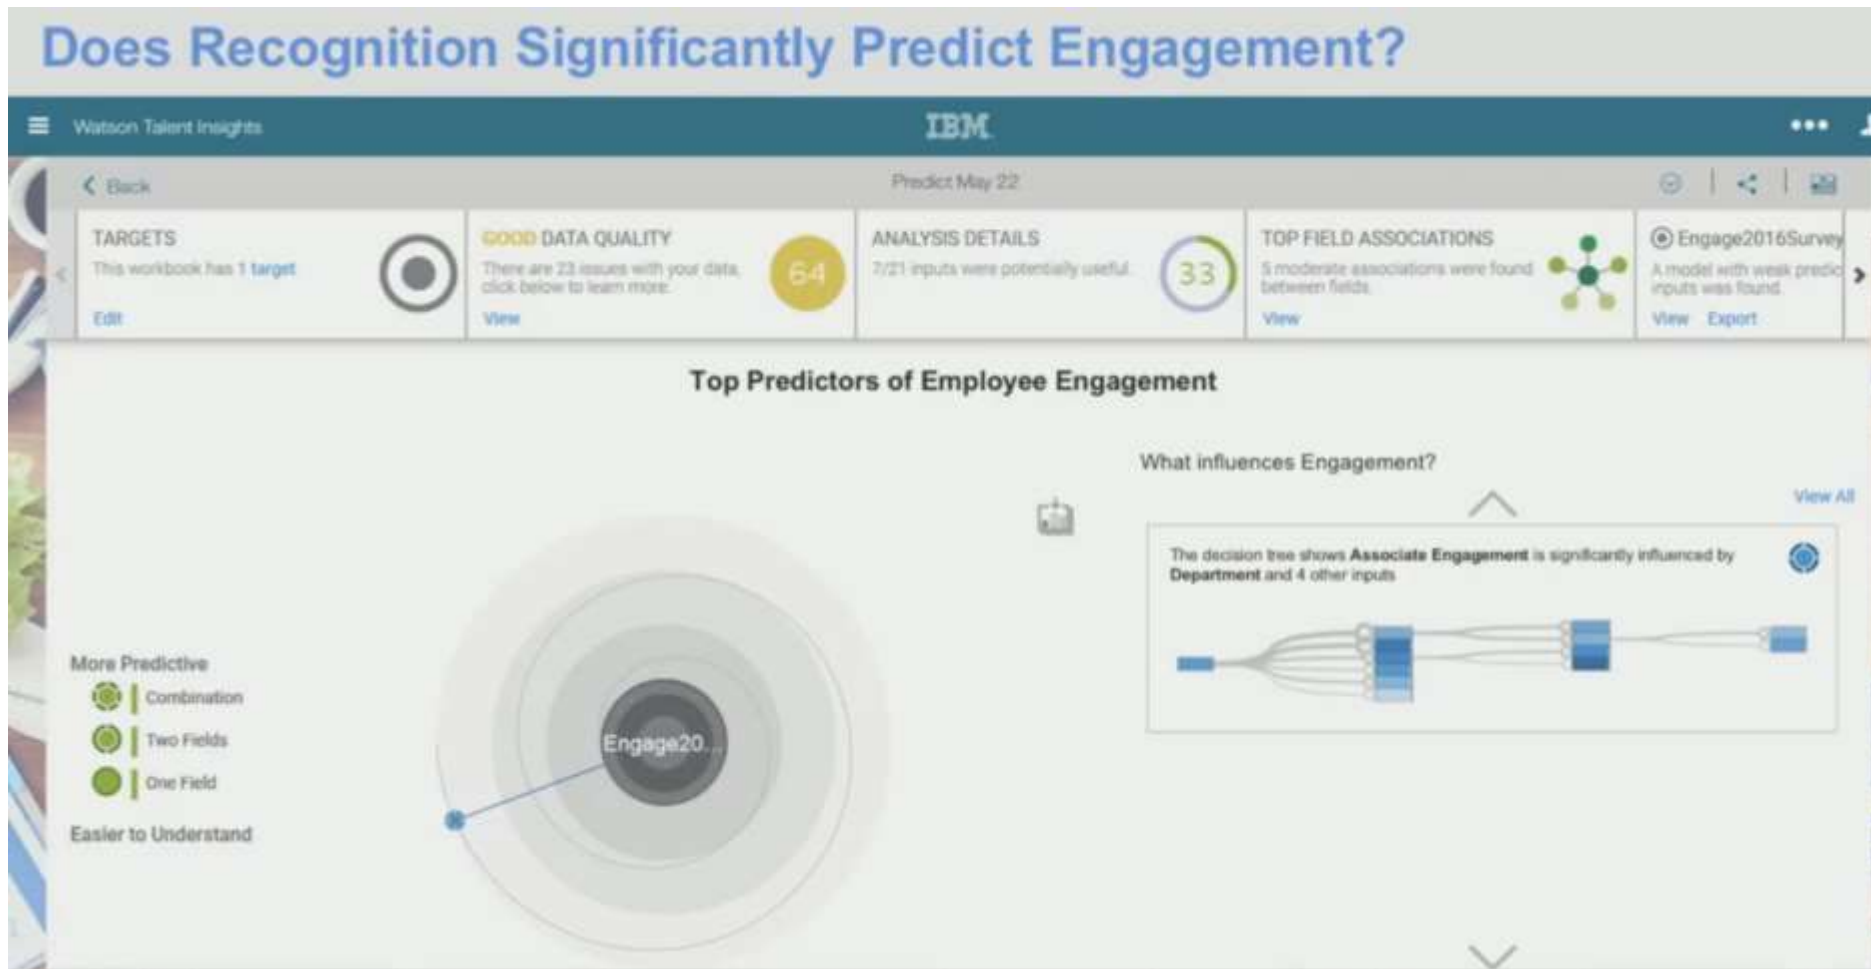 Does Recognition Significantly Predict Engagement?
Watson Talent Insights
IBM
Back
Predict May 22
TARGETS
This workbook has 1 target
Edit
GOOD DATA QUALITY
There are 23 issues with your data,
click below to learn more.
View
64
ANALYSIS DETAILS
7/21 inputs were potentially useful.
33
TOP FIELD ASSOCIATIONS
5 moderate associations were found
between fields.
View
Engage2016Survey
A model with weak predic
inputs was found.
View Export
Top Predictors of Employee Engagement
What influences Engagement?
View All
The decision tree shows Associate Engagement is significantly influenced by
Department and 4 other inputs
More Predictive
Combination
Two Fields
One Field
Easier to Understand
Engage20...